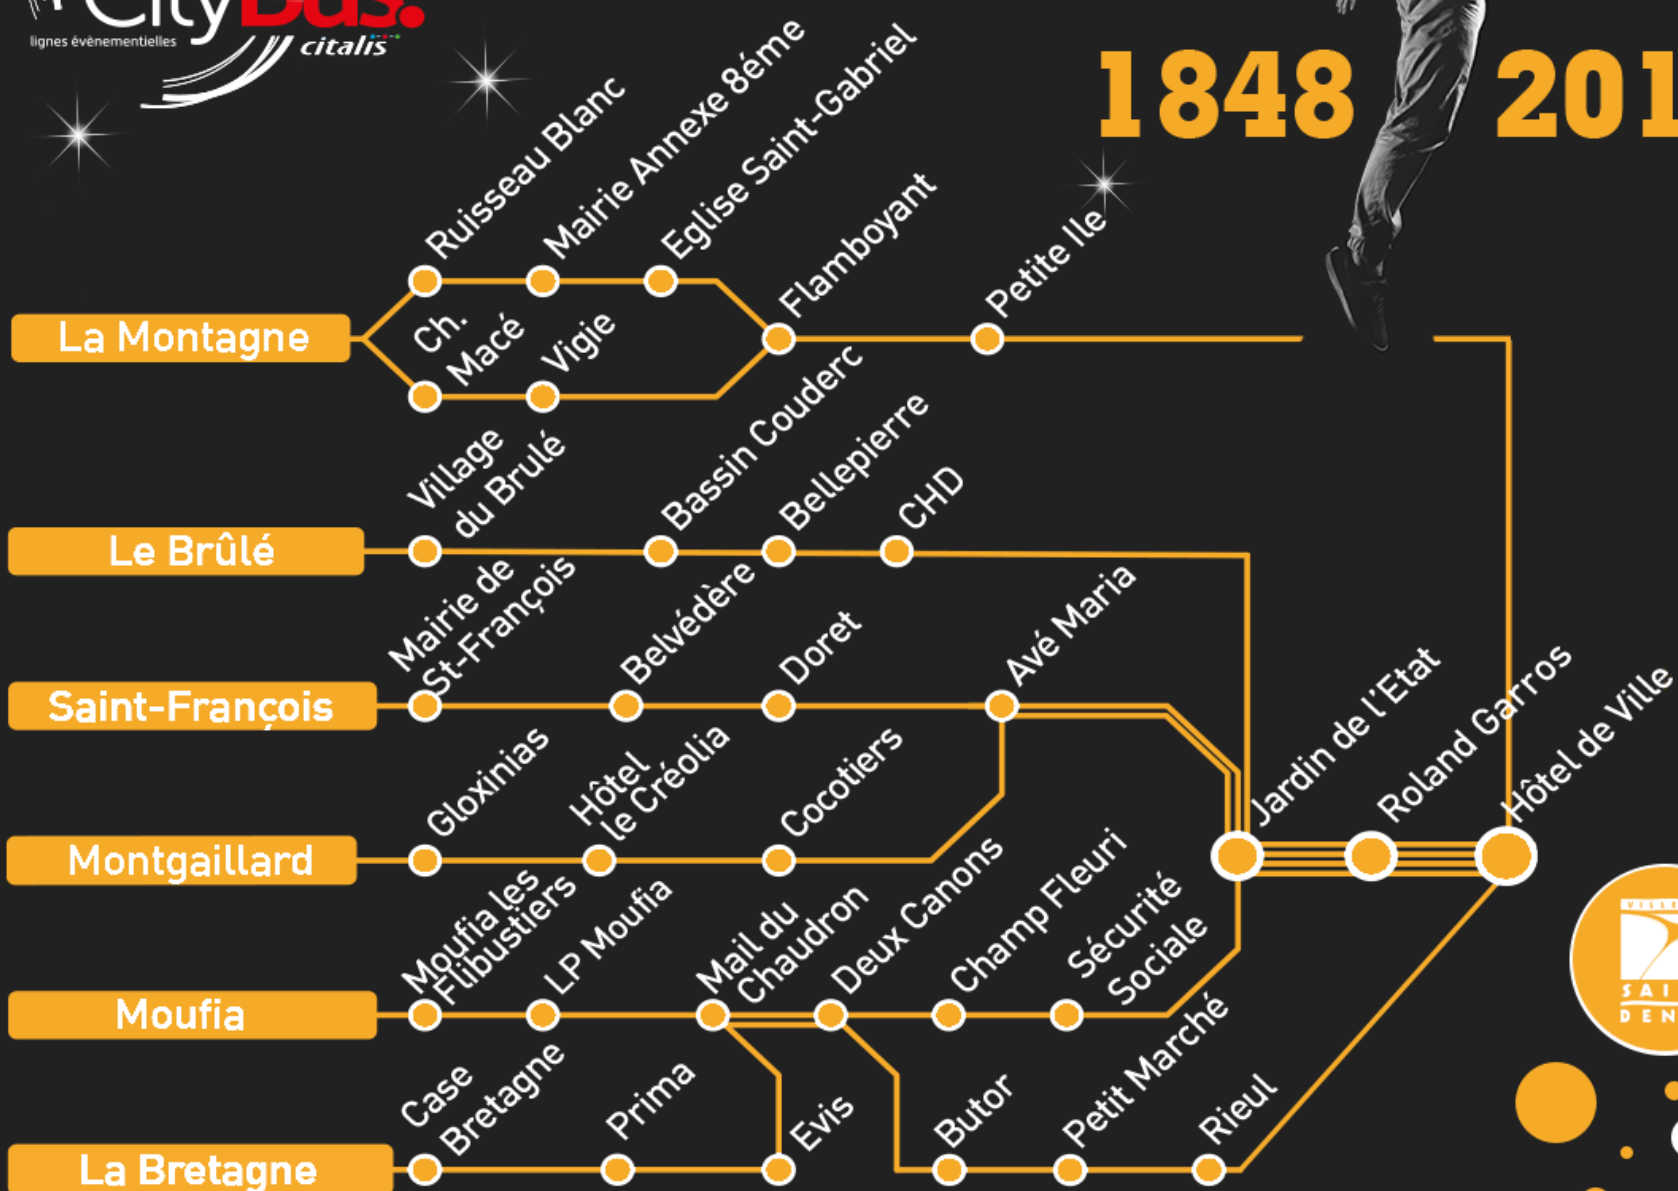 CityBus.
lignes évènementielles
citalis
1848
201
Ruisseau Blanc
Mairie Annexe 8éme
Eglise Saint-Gabriel
Flamboyant
Petite Ile
La Montagne
Ch.
Macé
Vigie
Village
du Brulé
Bassin Couderc
Bellepierre
CHD
Le Brûlé
Mairie de
St-François
Belvédère
Doret
Avé Maria
Saint-François
Jardin de l'Etat
Roland Garros
Hôtel de Ville
Gloxinias
Hôtel
le Créolia
Cocotiers
Montgaillard
Moufia les
Flibustiers
LP Moufia
Mail du
Chaudron
Deux Canons
Champ Fleuri
Sécurité
Sociale
Moufia
Case
Bretagne
Prima
Evis
Butor
Petit Marché
Rieul
La Bretagne
VILLE
SAI
DEN